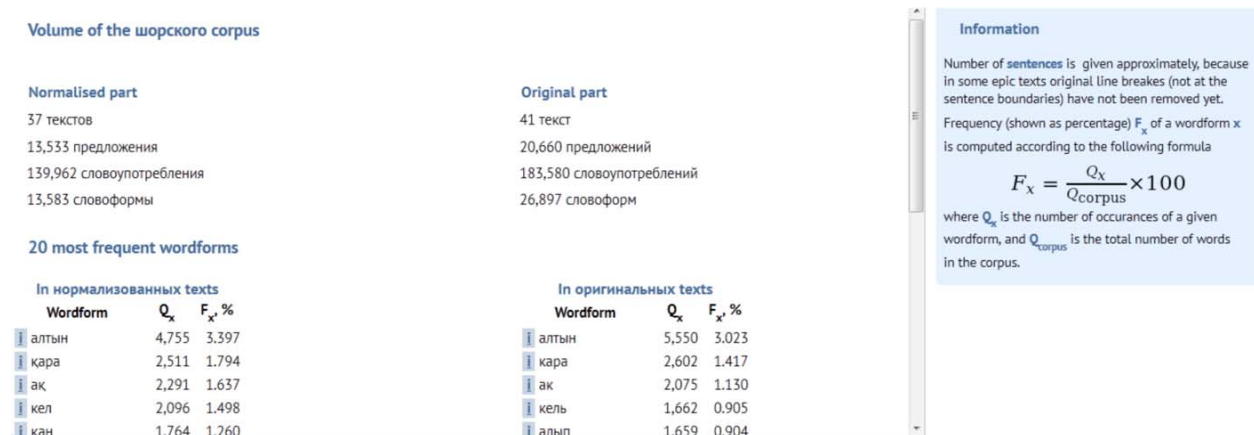 Volume of the шорского corpus
Normalised part
37 текстов
13,533 предложения
139,962 словоупотребления
13,583 словоформы
Original part
41 текст
20,660 предложений
183,580 словоупотреблений
26,897 словоформ
20 most frequent wordforms
In нормализованных texts
Wordform Qx Fx, %
i алтын 4,755 3.397
i қара 2,511 1.794
i ақ 2,291 1.637
i кел 2,096 1.498
i кан 1,764 1.260
In оригинальных texts
Wordform Qx Fx, %
i алтын 5,550 3.023
i кара 2,602 1.417
i ак 2,075 1.130
i кель 1,662 0.905
i алып 1,659 0.904
Information
Number of sentences is given approximately, because
in some epic texts original line breakes (not at the
sentence boundaries) have not been removed yet.
Frequency (shown as percentage) Fx of a wordform x
is computed according to the following formula
Fx = Qx / Qcorpus ×100
where Qx is the number of occurances of a given
wordform, and Qcorpus is the total number of words
in the corpus.